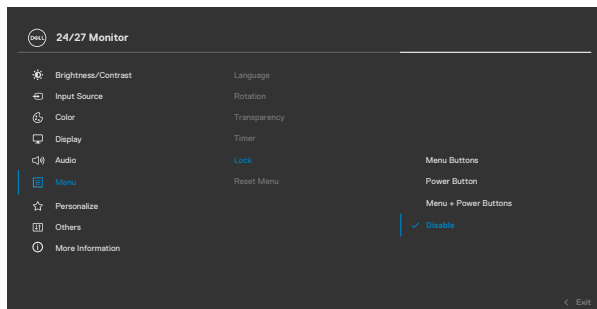 DELL 24/27 Monitor
Brightness/Contrast Language
Input Source Rotation
Color Transparency
Display Timer
Audio Lock Menu Buttons
Menu Reset Menu Power Button
Personalize Menu + Power Buttons
Others Disable
More Information
Exit